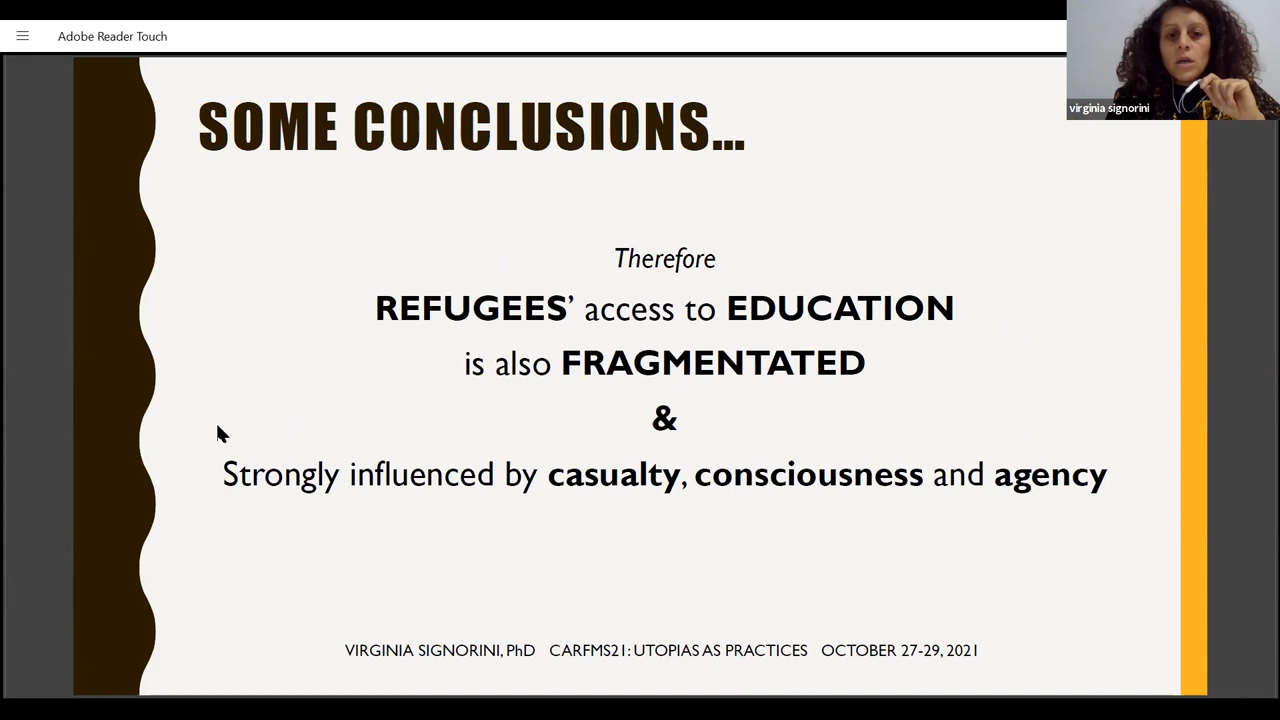 Adobe Reader Touch
virginia signorini
SOME CONCLUSIONS...
Therefore
REFUGEES’ access to EDUCATION
is also FRAGMENTATED
&
Strongly influenced by casualty, consciousness and agency
VIRGINIA SIGNORINI, PhD CARFMS21: UTOPIAS AS PRACTICES OCTOBER 27-29, 2021